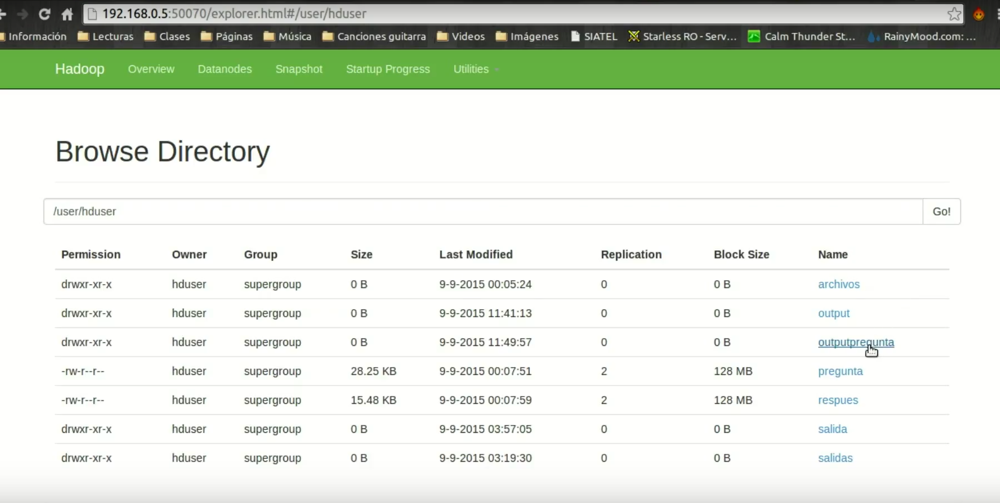 192.168.0.5:50070/explorer.html#/user/hduser
Información Lecturas Clases Páginas Música Canciones guitarra Videos Imágenes SIATEL Starless RO - Serv... Calm Thunder St... RainyMood.com: ...
Hadoop Overview Datanodes Snapshot Startup Progress Utilities
Browse Directory
/user/hduser Go!
Permission Owner Group Size Last Modified Replication Block Size Name
drwxr-xr-x hduser supergroup 0 B 9-9-2015 00:05:24 0 0 B archivos
drwxr-xr-x hduser supergroup 0 B 9-9-2015 11:41:13 0 0 B output
drwxr-xr-x hduser supergroup 0 B 9-9-2015 11:49:57 0 0 B outputpregunta
-rw-r--r-- hduser supergroup 28.25 KB 9-9-2015 00:07:51 2 128 MB pregunta
-rw-r--r-- hduser supergroup 15.48 KB 9-9-2015 00:07:59 2 128 MB respues
drwxr-xr-x hduser supergroup 0 B 9-9-2015 03:57:05 0 0 B salida
drwxr-xr-x hduser supergroup 0 B 9-9-2015 03:19:30 0 0 B salidas